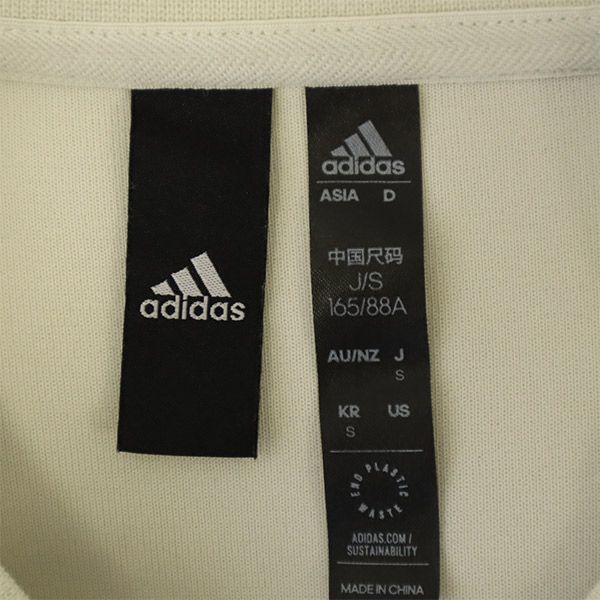 adidas
adidas
ASIA D
中国尺码
J/S
165/88A
AU/NZ J
S
KR US
S
END PLASTIC WASTE
ADIDAS.COM/
SUSTAINABILITY
MADE IN CHINA